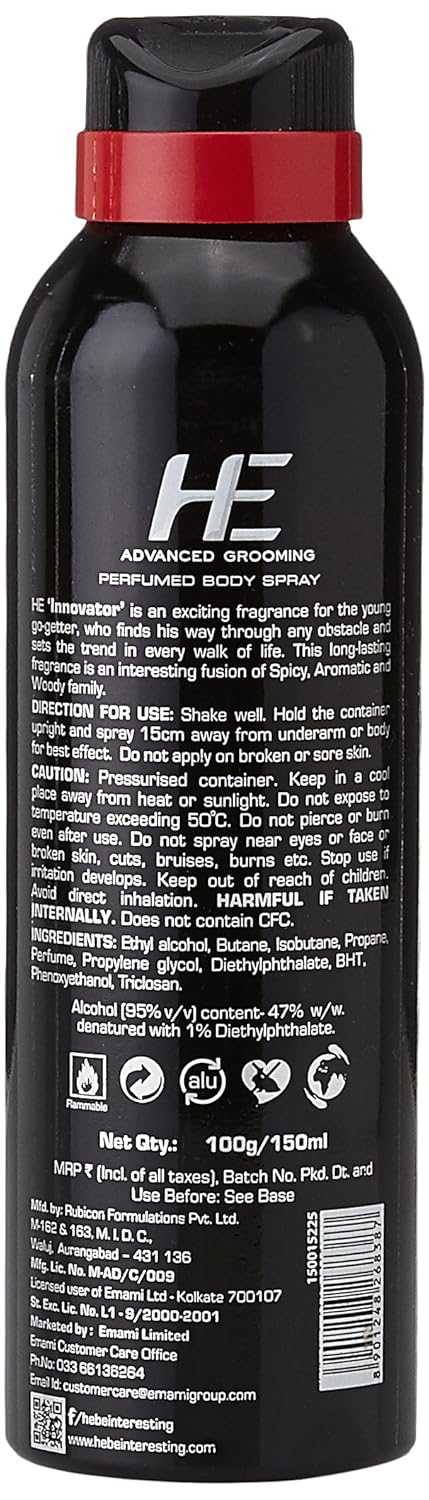 HE
ADVANCED GROOMING
PERFUMED BODY SPRAY
HE 'Innovator' is an exciting fragrance for the young
go-getter, who finds his way through any obstacle and
sets the trend in every walk of life. This long-lasting
fragrance is an interesting fusion of Spicy, Aromatic and
Woody family.
DIRECTION FOR USE: Shake well. Hold the container
upright and spray 15cm away from underarm or body
for best effect. Do not apply on broken or sore skin.
CAUTION: Pressurised container. Keep in a cool
place away from heat or sunlight. Do not expose to
temperature exceeding 50°C. Do not pierce or burn
even after use. Do not spray near eyes or face or
broken skin, cuts, bruises, burns etc. Stop use if
irritation develops. Keep out of reach of children.
Avoid direct inhalation. HARMFUL IF TAKEN
INTERNALLY. Does not contain CFC.
INGREDIENTS: Ethyl alcohol, Butane, Isobutane, Propane,
Perfume, Propylene glycol, Diethylphthalate, BHT,
Phenoxyethanol, Triclosan.
Alcohol (95% v/v) content- 47% w/w.
denatured with 1% Diethylphthalate.
alu
Flammable
Net Qty.: 100g/150ml
MRP ₹ (Incl. of all taxes), Batch No. Pkd. Dt. and
Use Before: See Base
Mfd. by: Rubicon Formulations Pvt. Ltd.
M-162 & 163, M. I. D. C.,
Waluj, Aurangabad - 431 136
Mfg. Lic. No. M-AD/C/009
Licensed user of Emami Ltd - Kolkate 700107
St. Exc. Lic. No. L1 - 9/2000-2001
Marketed by : Emami Limited
Emami Customer Care Office
Ph.No: 033 66136264
Email Id: customercare@emamigroup.com
f/hebeinteresting
www.hebeinteresting.com
150015225
8901248268387